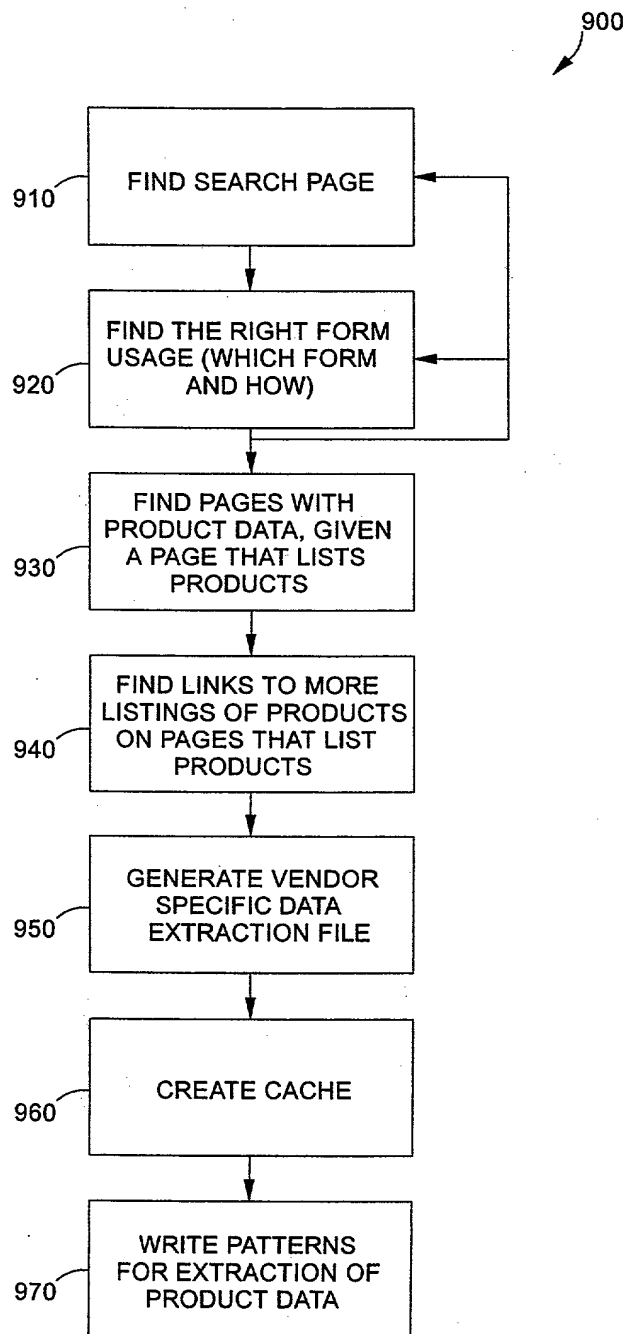 900
910
FIND SEARCH PAGE
920
FIND THE RIGHT FORM
USAGE (WHICH FORM
AND HOW)
930
FIND PAGES WITH
PRODUCT DATA, GIVEN
A PAGE THAT LISTS
PRODUCTS
940
FIND LINKS TO MORE
LISTINGS OF PRODUCTS
ON PAGES THAT LIST
PRODUCTS
950
GENERATE VENDOR
SPECIFIC DATA
EXTRACTION FILE
960
CREATE CACHE
970
WRITE PATTERNS
FOR EXTRACTION OF
PRODUCT DATA